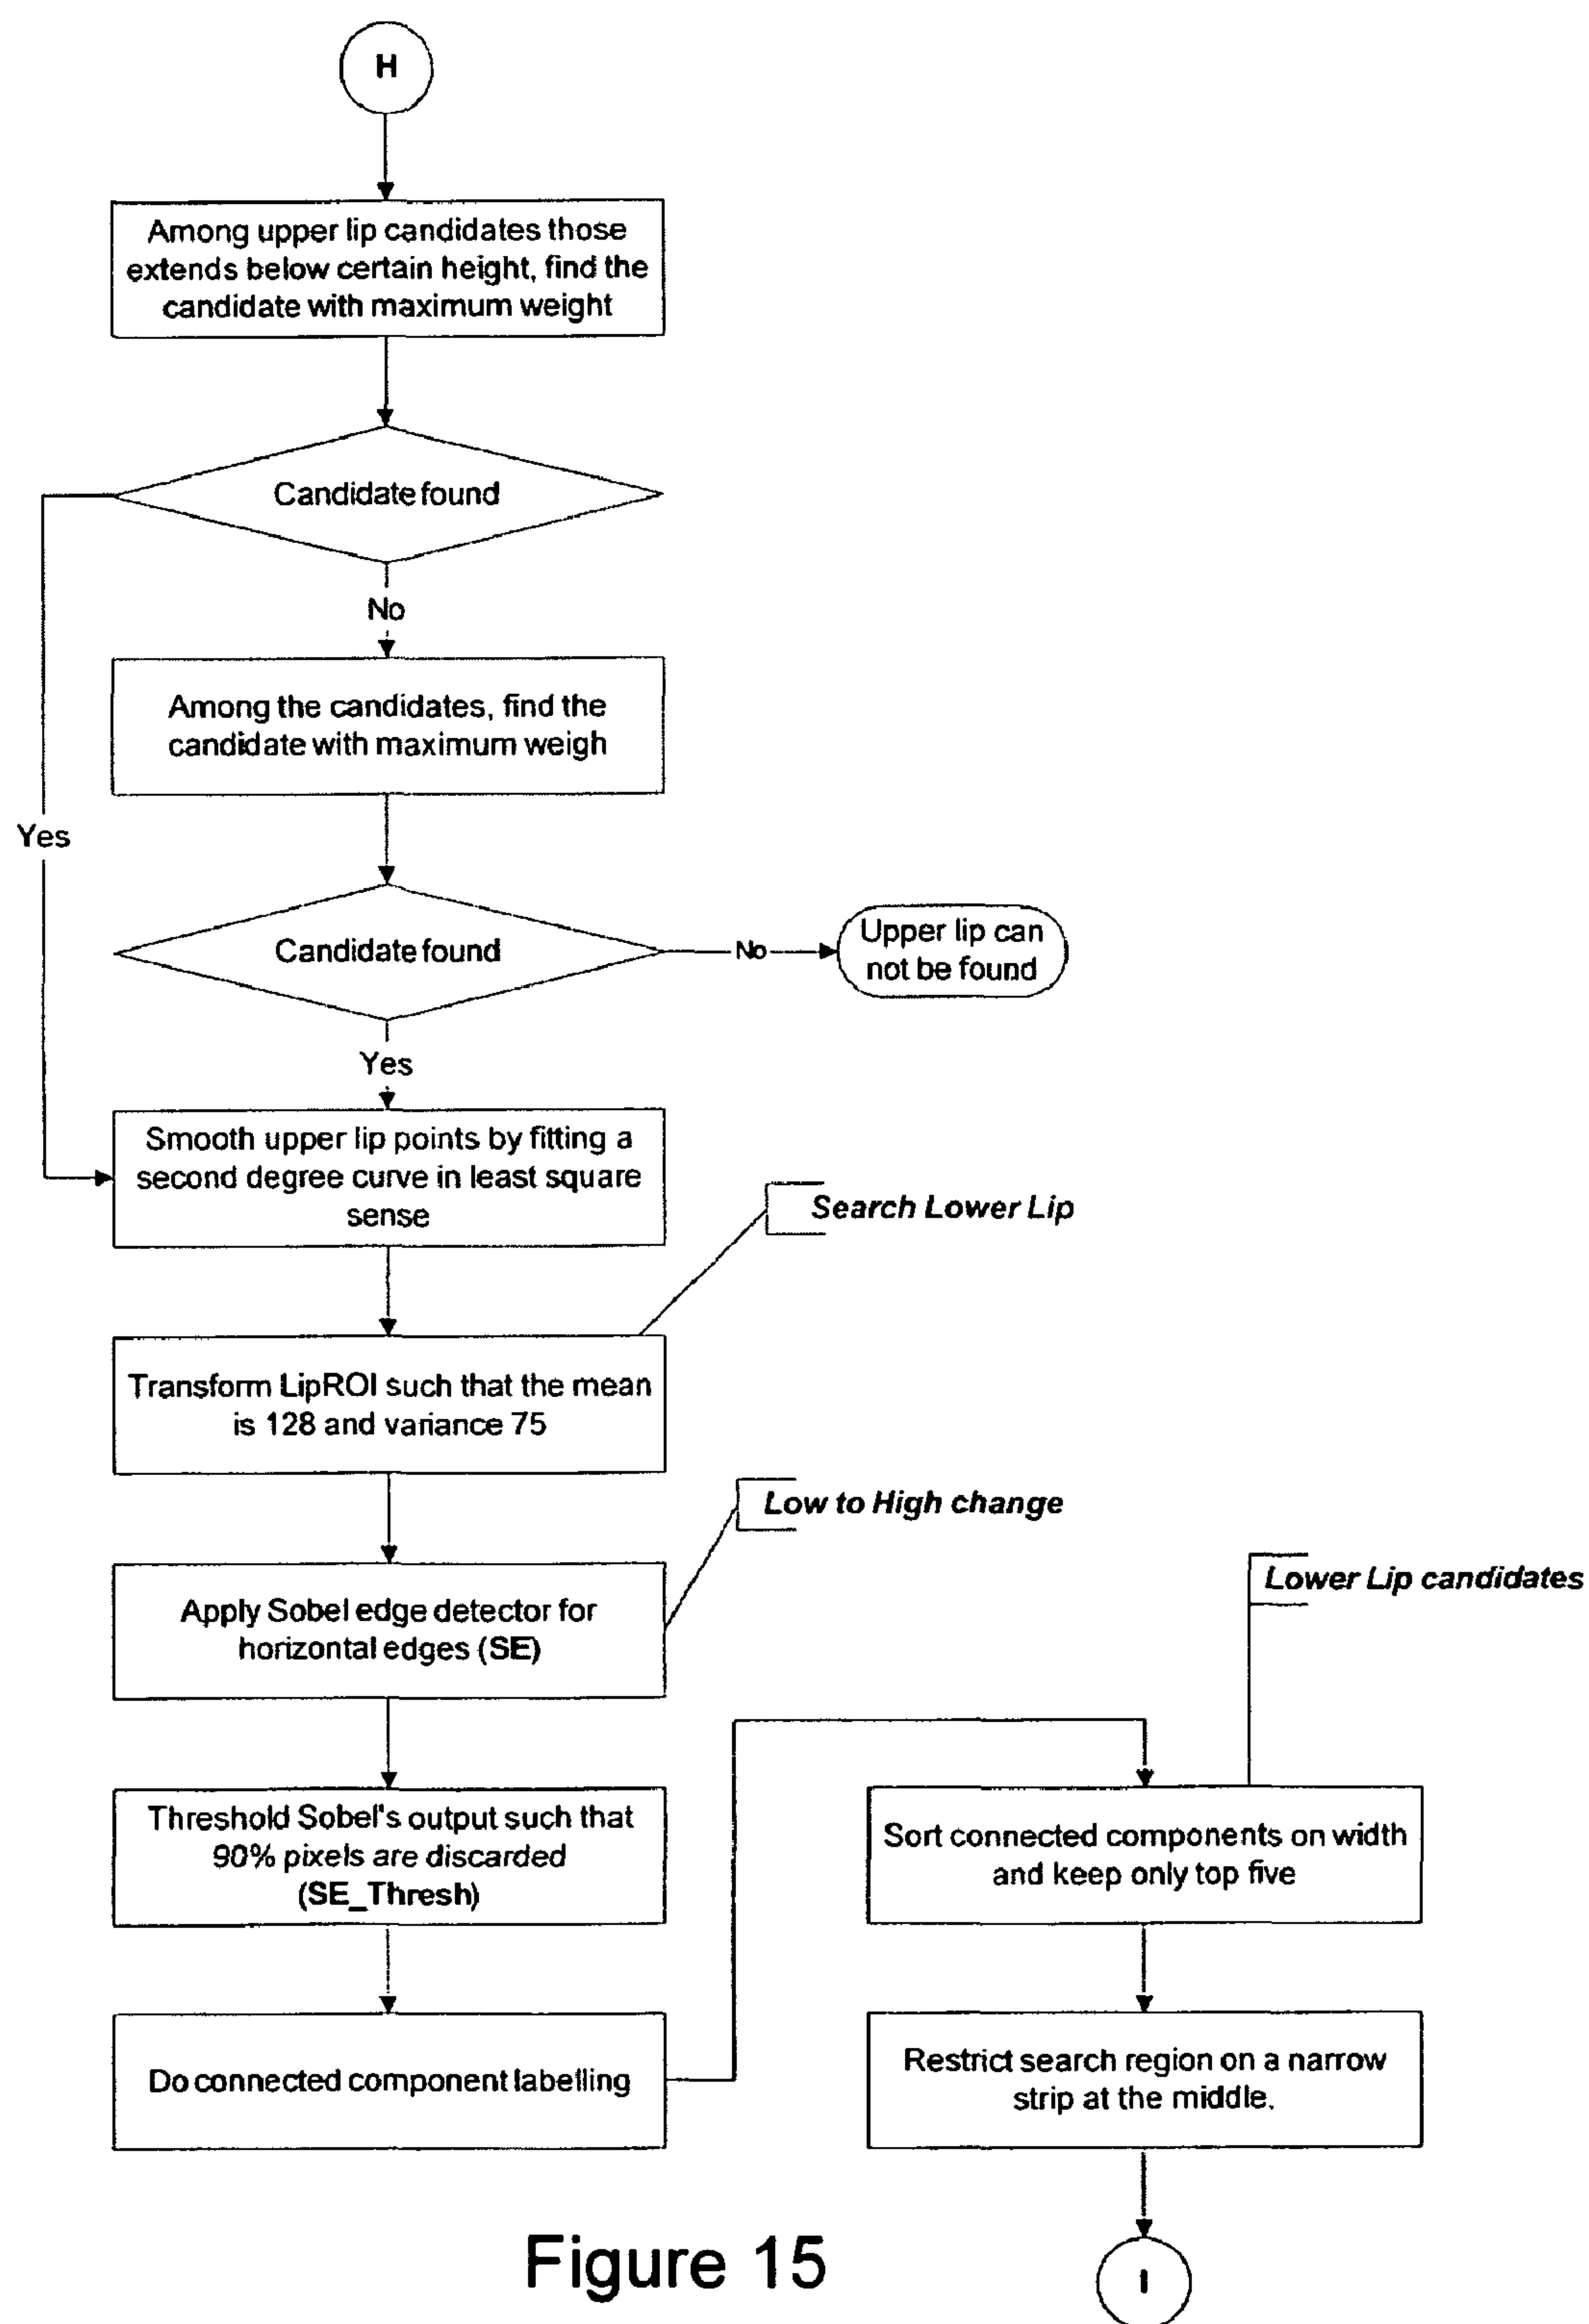 H
Among upper lip candidates those
extends below certain height, find the
candidate with maximum weight
Candidate found
No
Among the candidates, find the
candidate with maximum weigh
Yes
Candidate found
No
Upper lip can
not be found
Yes
Smooth upper lip points by fitting a
second degree curve in least square
sense
Search Lower Lip
Transform LipROI such that the mean
is 128 and variance 75
Low to High change
Apply Sobel edge detector for
horizontal edges (SE)
Lower Lip candidates
Threshold Sobel's output such that
90% pixels are discarded
(SE_Thresh)
Do connected component labelling
Sort connected components on width
and keep only top five
Restrict search region on a narrow
strip at the middle.
I
Figure 15